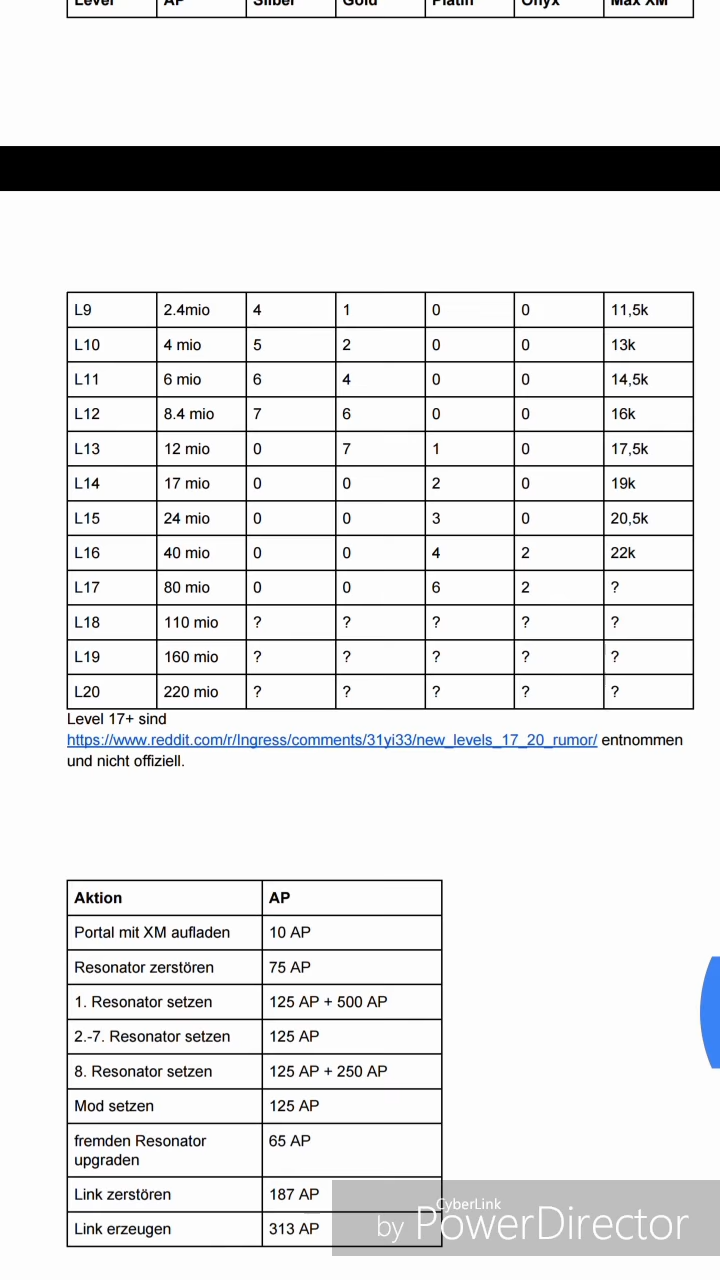 Level AP Silber Gold Platin Onyx Max XM
L9 2.4mio 4 1 0 0 11,5k
L10 4 mio 5 2 0 0 13k
L11 6 mio 6 4 0 0 14,5k
L12 8.4 mio 7 6 0 0 16k
L13 12 mio 0 7 1 0 17,5k
L14 17 mio 0 0 2 0 19k
L15 24 mio 0 0 3 0 20,5k
L16 40 mio 0 0 4 2 22k
L17 80 mio 0 0 6 2 ?
L18 110 mio ? ? ? ? ?
L19 160 mio ? ? ? ? ?
L20 220 mio ? ? ? ? ?
Level 17+ sind
https://www.reddit.com/r/Ingress/comments/31yi33/new_levels_17_20_rumor/ entnommen
und nicht offiziell.
Aktion AP
Portal mit XM aufladen 10 AP
Resonator zerstören 75 AP
1. Resonator setzen 125 AP + 500 AP
2.-7. Resonator setzen 125 AP
8. Resonator setzen 125 AP + 250 AP
Mod setzen 125 AP
fremden Resonator 65 AP
upgraden
Link zerstören 187 AP
Link erzeugen 313 AP
CyberLink
by PowerDirector